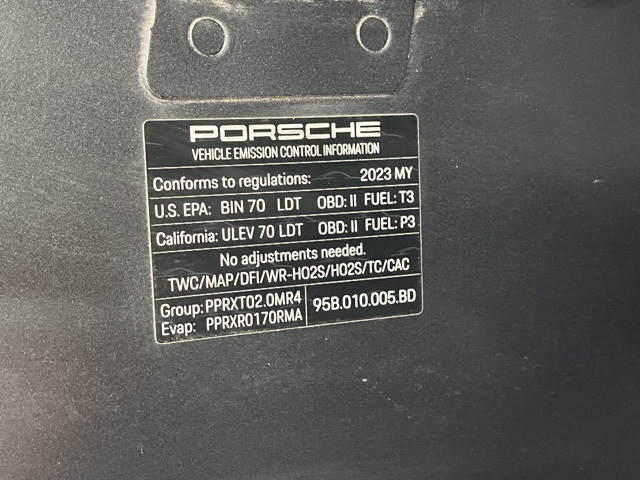 PORSCHE
VEHICLE EMISSION CONTROL INFORMATION
Conforms to regulations: 2023 MY
U.S. EPA: BIN 70 LDT OBD: II FUEL: T3
California: ULEV 70 LDT OBD: II FUEL: P3
No adjustments needed.
TWC/MAP/DFI/WR-HO2S/HO2S/TC/CAC
Group: PPRXT02.0MR4
Evap: PPRXR0170RMA
95B.010.005.BD